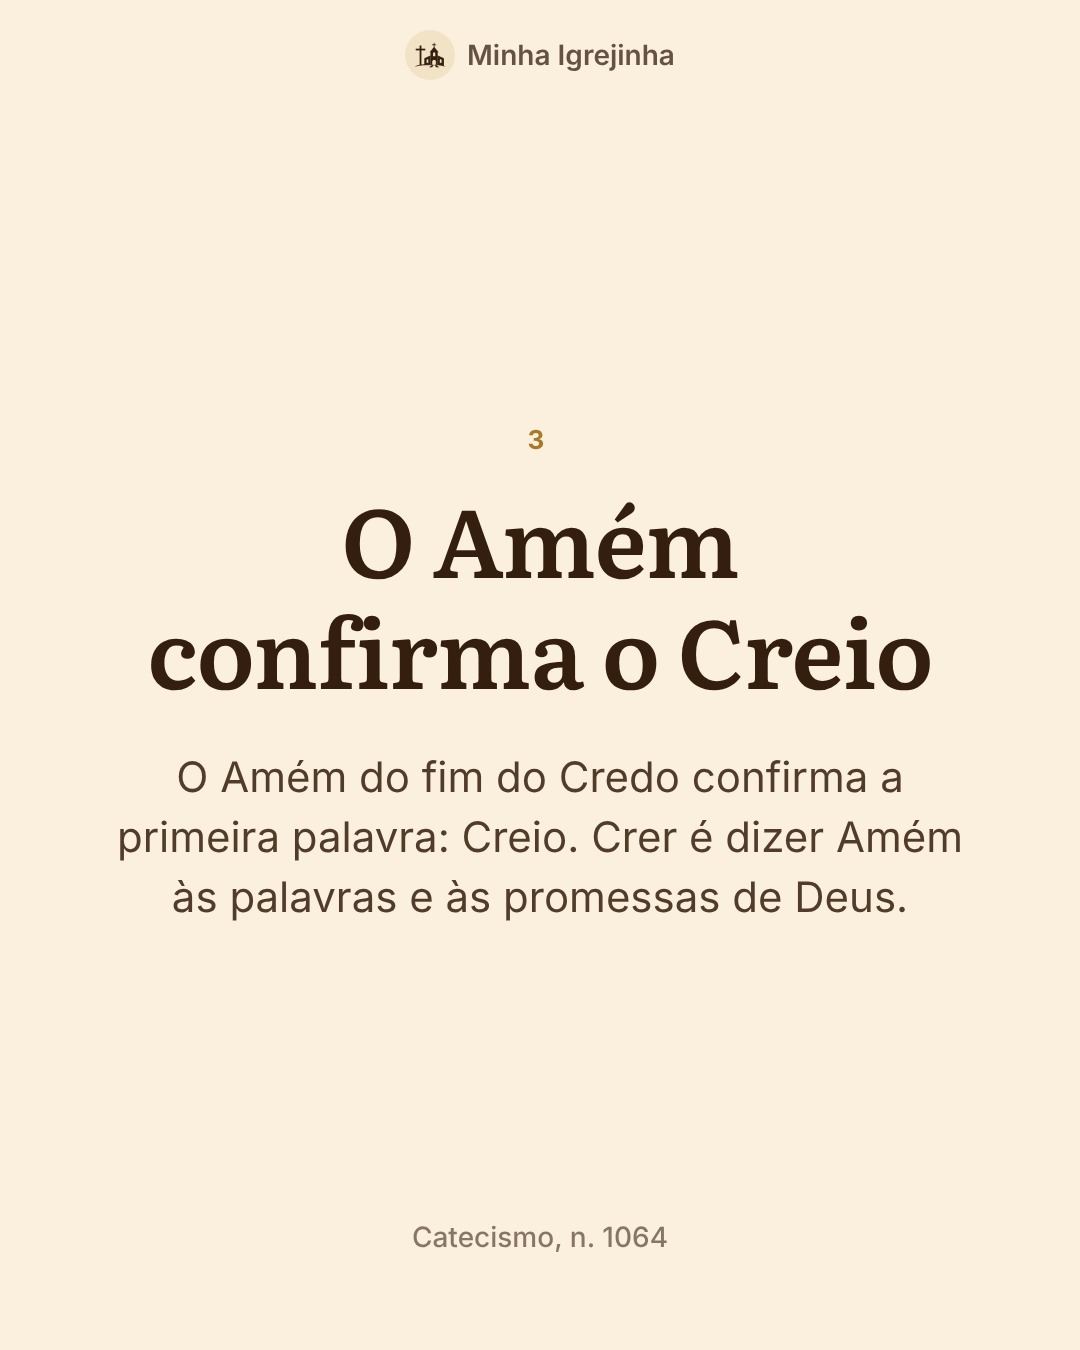 Minha Igrejinha
3
O Amém
confirma o Creio
O Amém do fim do Credo confirma a
primeira palavra: Creio. Crer é dizer Amém
às palavras e às promessas de Deus.
Catecismo, n. 1064